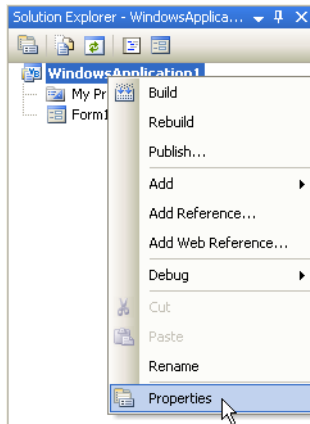 Solution Explorer - WindowsApplica...
WindowsApplication1
My Pr
Form1
Build
Rebuild
Publish...
Add
Add Reference...
Add Web Reference...
Debug
Cut
Paste
Rename
Properties